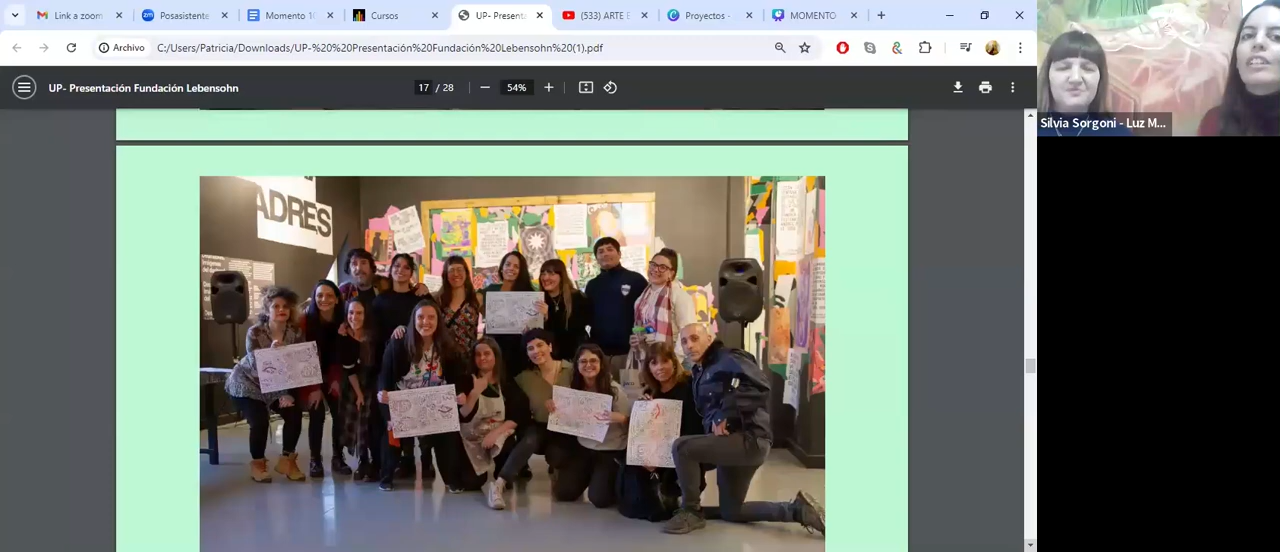 Link a zoom
Posasistente
Momento 10
Cursos
UP- Presenta
(533) ARTE E
Proyectos -
MOMENTO
Archivo
C:/Users/Patricia/Downloads/UP-%20%20Presentación%20Fundación%20Lebensohn%20(1).pdf
UP- Presentación Fundación Lebensohn
17 / 28
54%
ADRES
Silvia Sorgoni - Luz M...